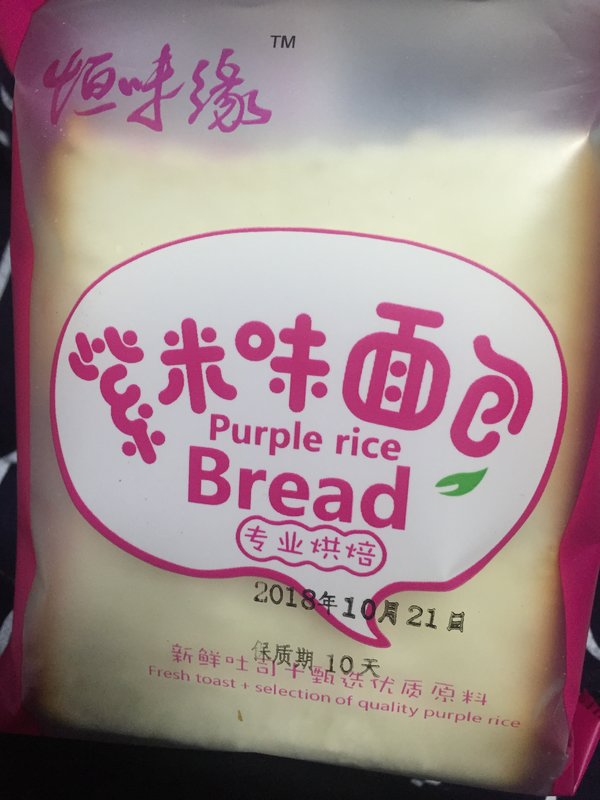 恒味缘
TM
紫米味面包
Purple rice
Bread
专业烘焙
2018年10月21日
保质期10天
新鲜吐司+甄选优质原料
Fresh toast + selection of quality purple rice